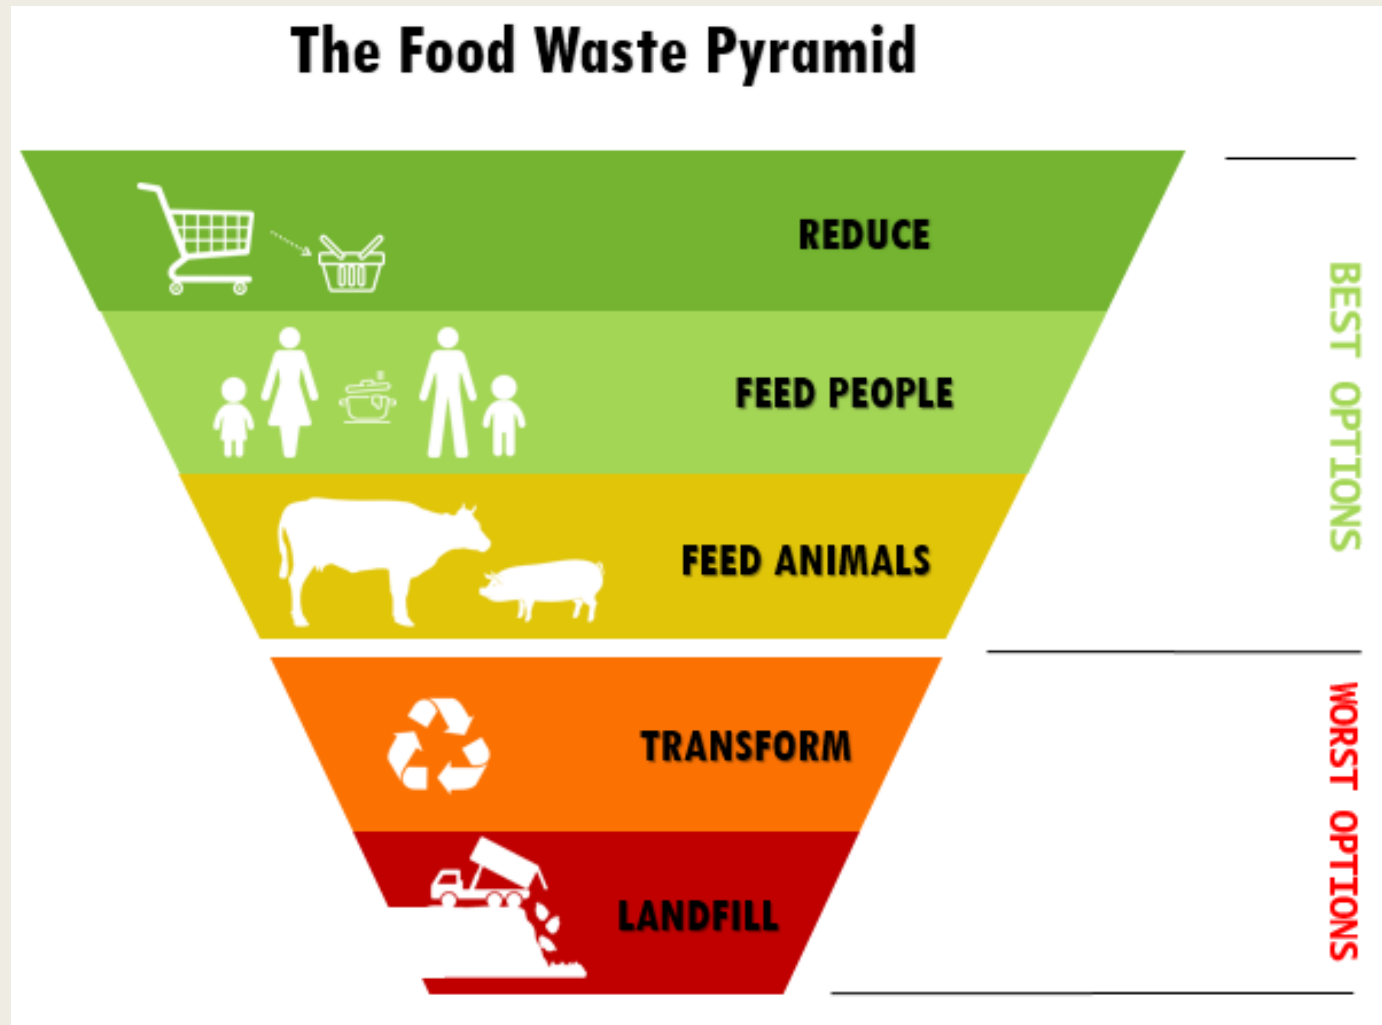 The Food Waste Pyramid
REDUCE
FEED PEOPLE
FEED ANIMALS
TRANSFORM
LANDFILL
BEST OPTIONS
WORST OPTIONS